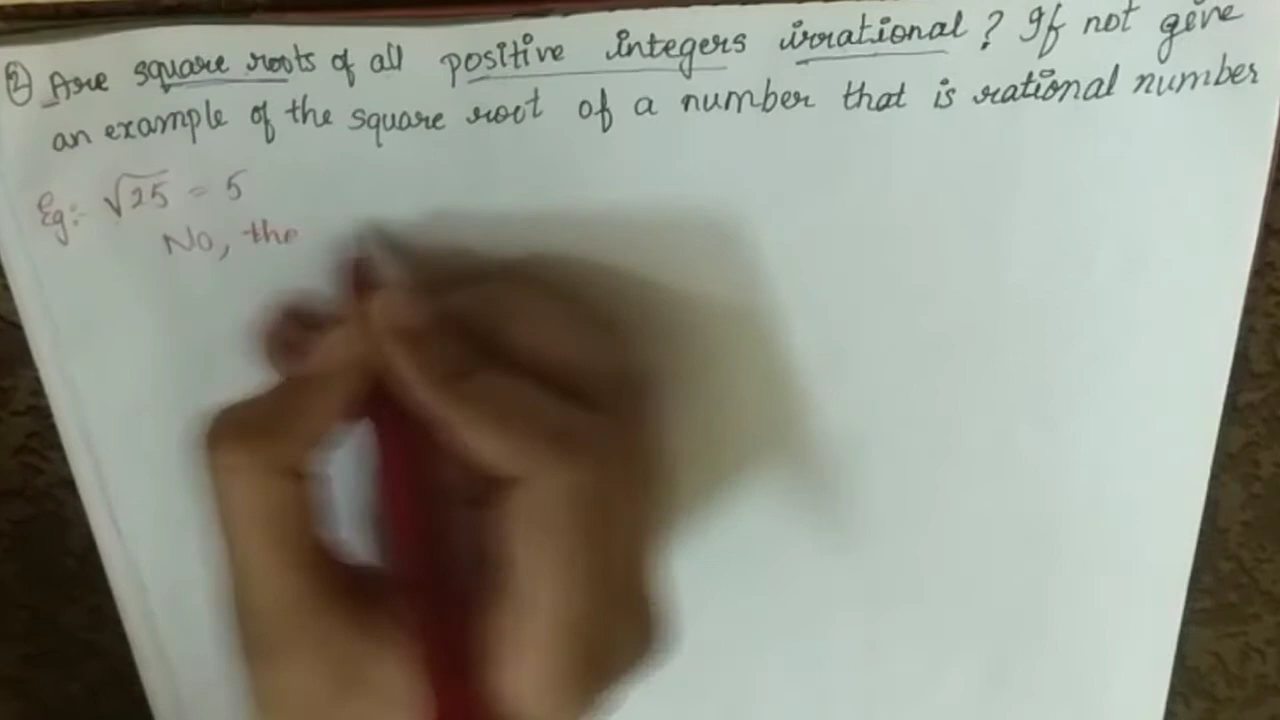 ② Are square roots of all positive integers irrational ? If not give
an example of the square root of a number that is rational number
Eg:- √25 = 5
No, the